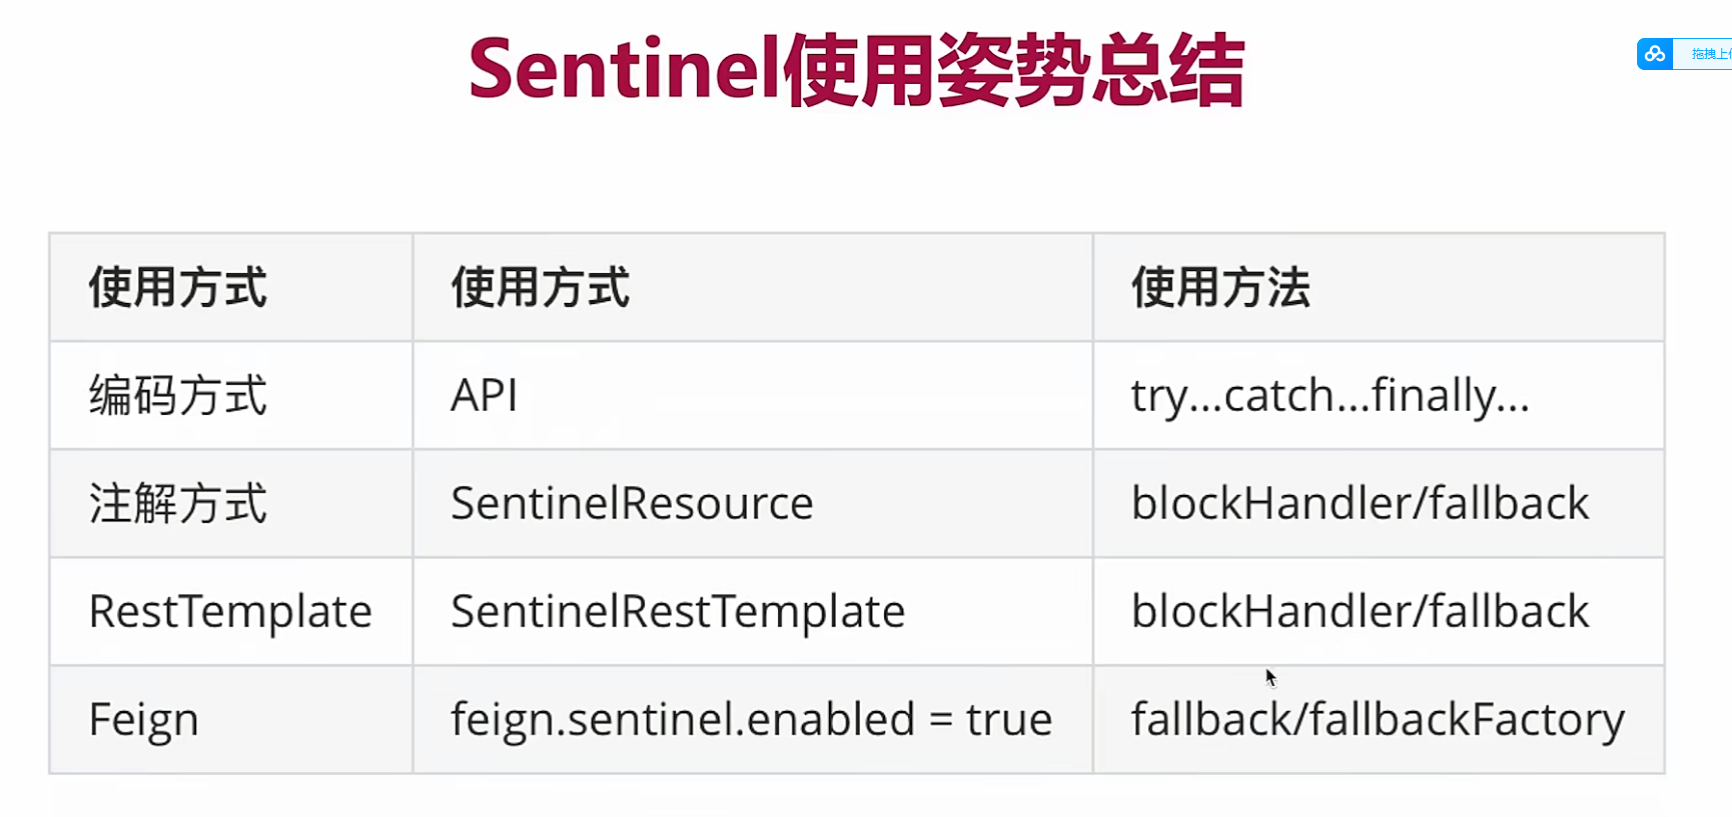 Sentinel使用姿势总结
拖拽上
使用方式 使用方式 使用方法
编码方式 API try...catch...finally...
注解方式 SentinelResource blockHandler/fallback
RestTemplate SentinelRestTemplate blockHandler/fallback
Feign feign.sentinel.enabled = true fallback/fallbackFactory